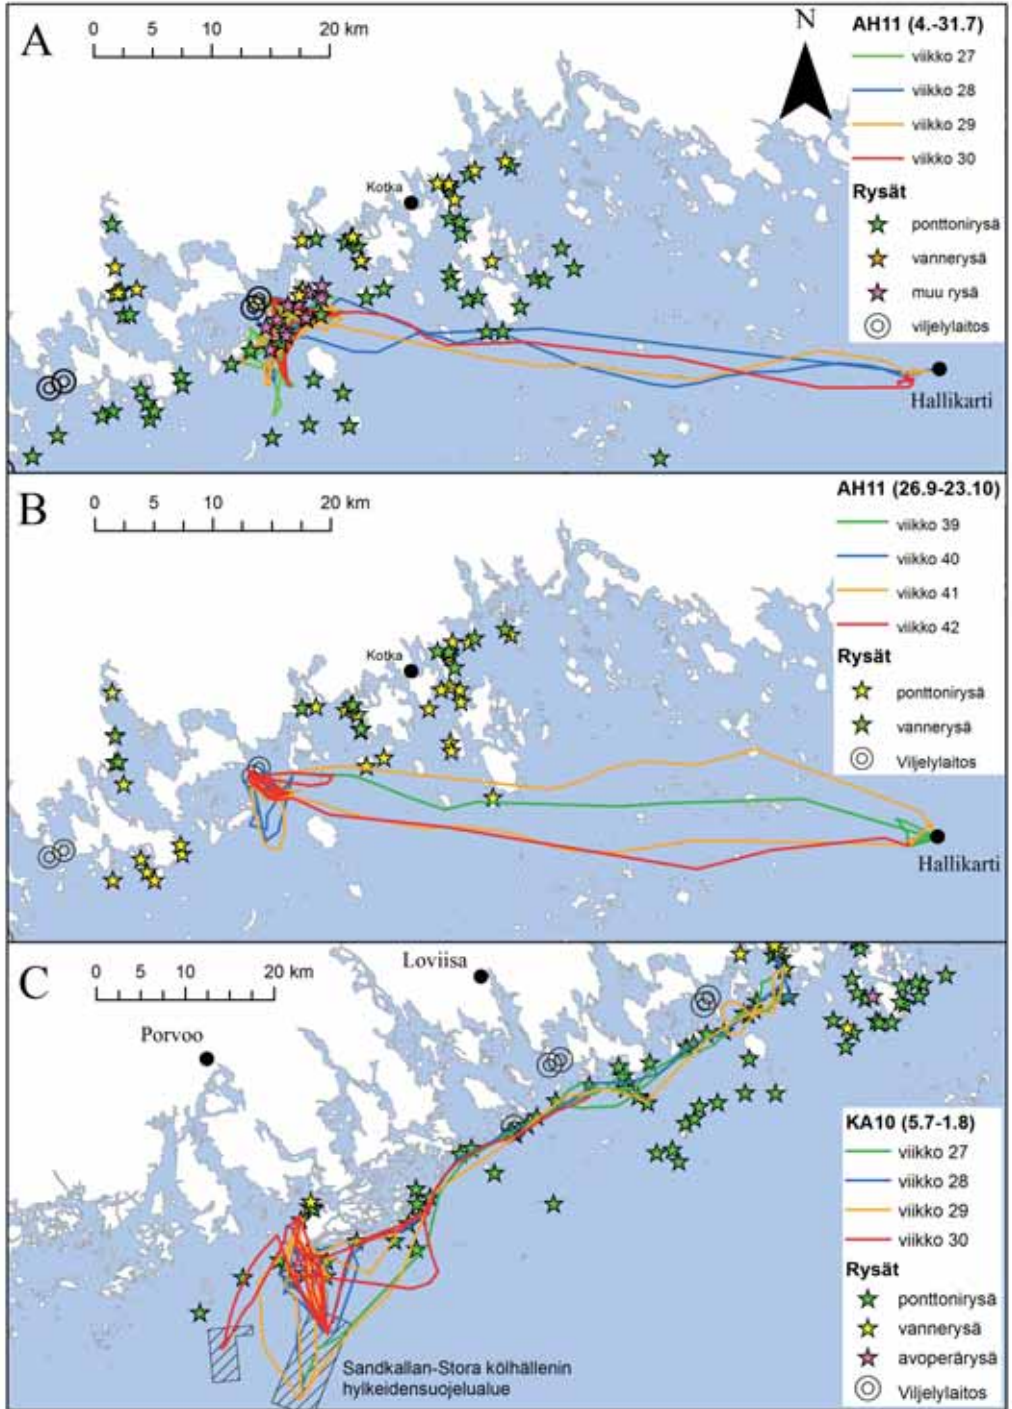 A
0 10 20 km
N
AH11 (4.-31.7)
viikko 27
viikko 28
viikko 29
viikko 30
Rysät
ponttonirysä
vannerysä
muu rysä
viljelylaitos
Kotka
Hallikarti
B
0 10 20 km
AH11 (26.9-23.10)
viikko 39
viikko 40
viikko 41
viikko 42
Rysät
ponttonirysä
vannerysä
Viljelylaitos
Kotka
Hallikarti
C
0 5 10 20 km
Loviisa
Porvoo
KA10 (5.7-1.8)
viikko 27
viikko 28
viikko 29
viikko 30
Rysät
ponttonirysä
vannerysä
avoperärysä
Viljelylaitos
Sandkallan-Stora kölhällenin
hylkeidensuojelualue